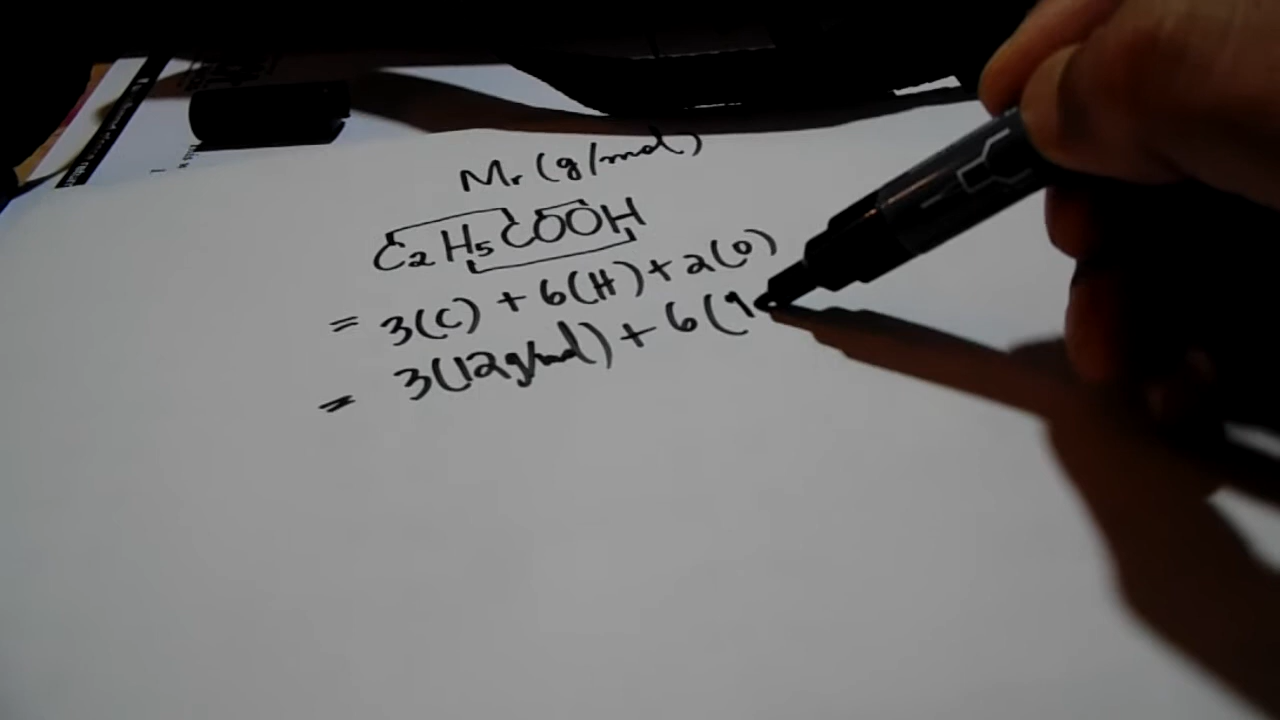 Mr (g/mol)
C2H5COOH
= 3(C) + 6(H) + 2(O)
= 3(12g/mol) + 6(1